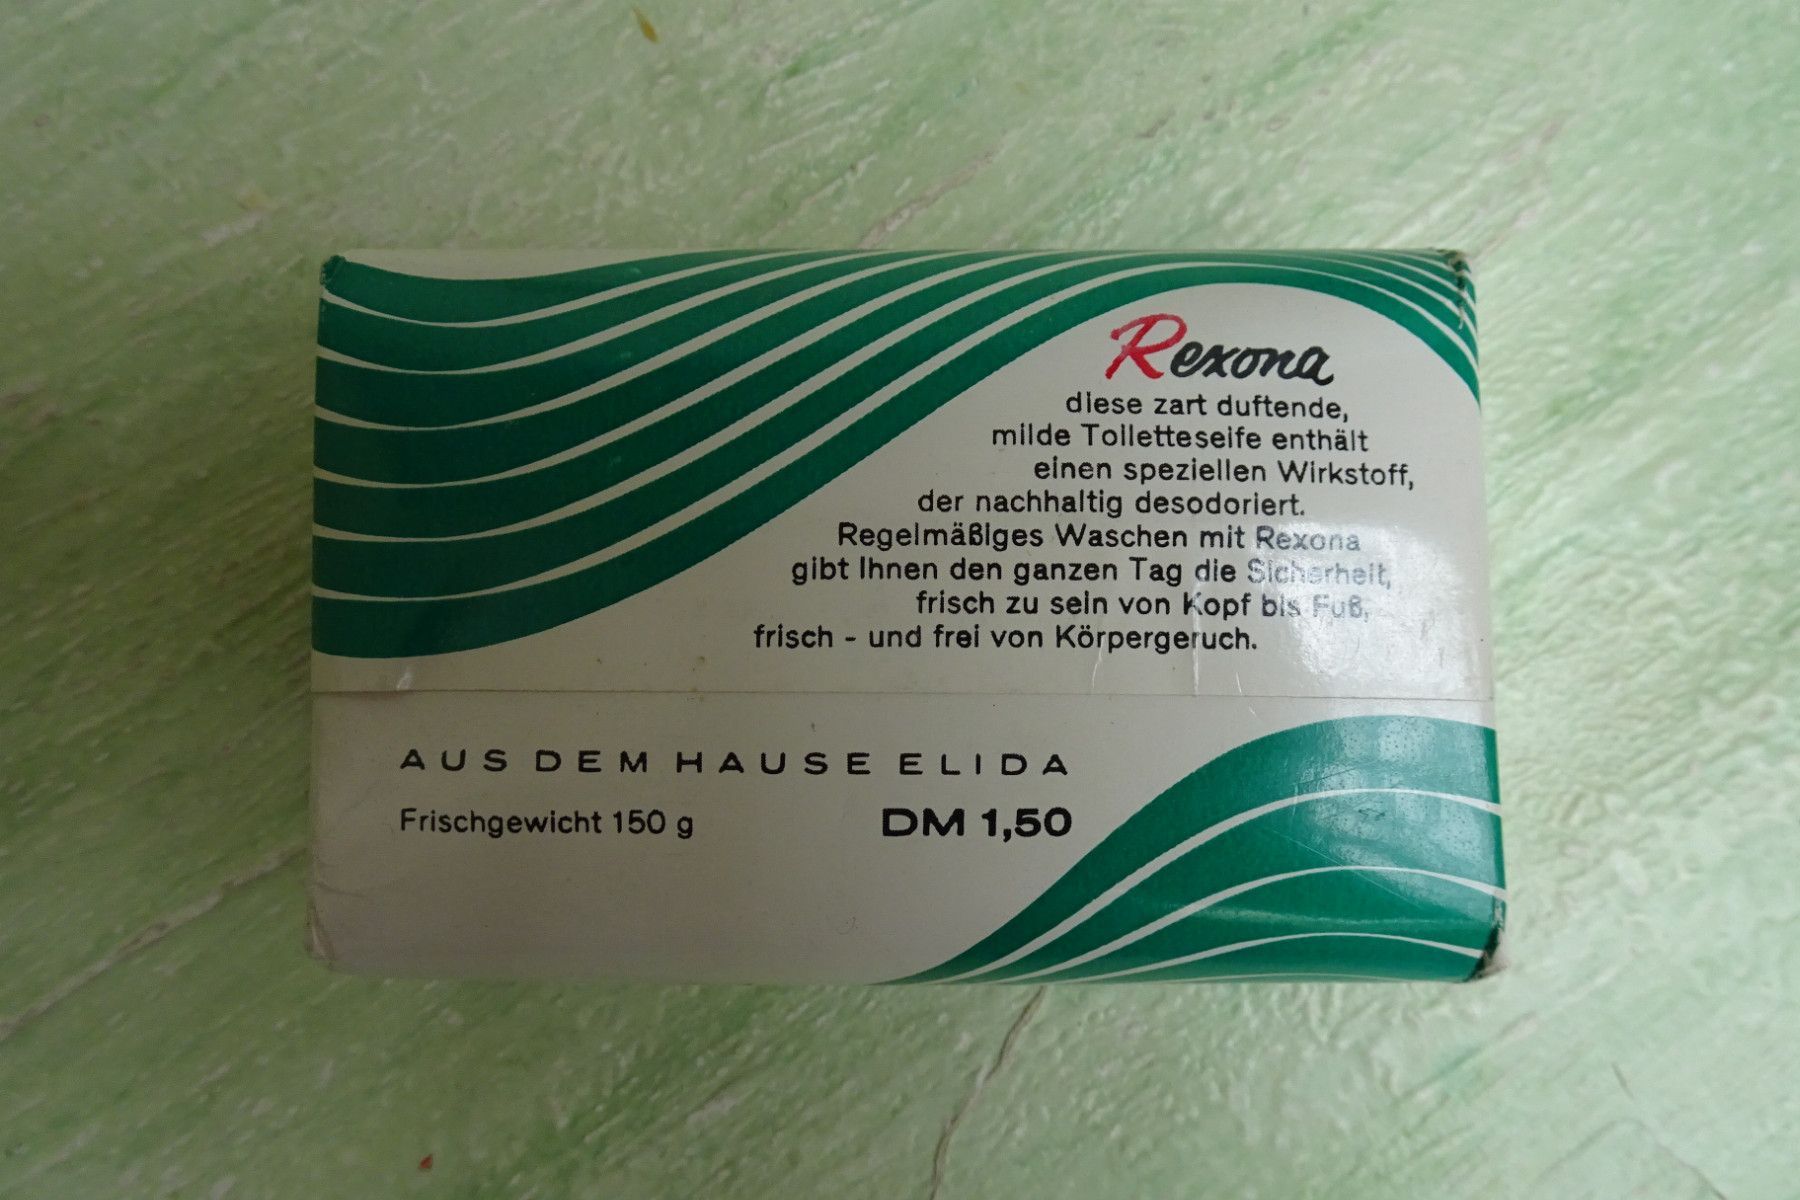 Rexona
diese zart duftende,
milde Toiletteseife enthält
einen speziellen Wirkstoff,
der nachhaltig desodoriert.
Regelmäßiges Waschen mit Rexona
gibt Ihnen den ganzen Tag die Sicherheit,
frisch zu sein von Kopf bis Fuß,
frisch - und frei von Körpergeruch.
AUS DEM HAUSE ELIDA
Frischgewicht 150 g DM 1,50